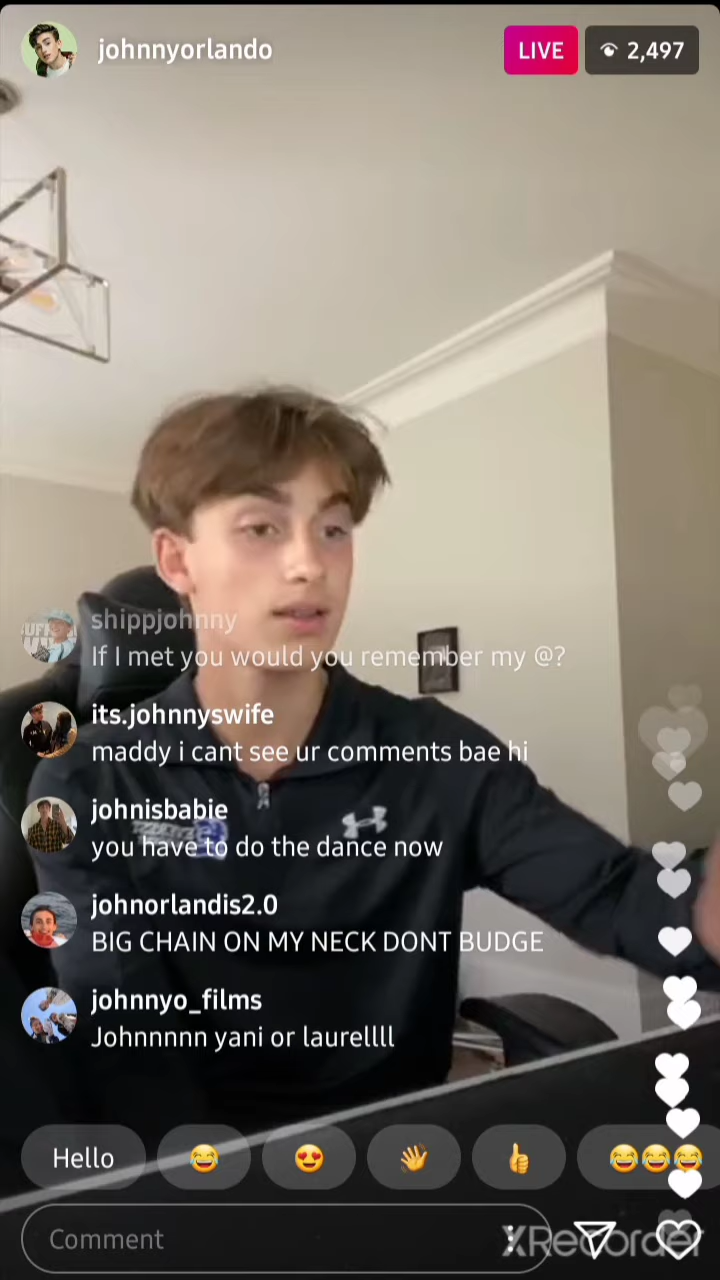 johnnyorlando
LIVE
2,497
shippjohnny
If I met you would you remember my @?
its.johnnyswife
maddy i cant see ur comments bae hi
johnisbabie
you have to do the dance now
johnorlandis2.0
BIG CHAIN ON MY NECK DONT BUDGE
johnnyo_films
Johnnnnn yani or laurellll
Hello
Comment
XRecorder